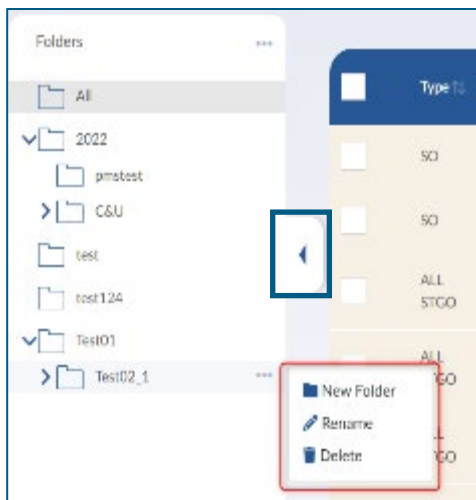 Folders
All
2022
pmstest
C&U
test
test124
Test01
Test02_1
New Folder
Rename
Delete
Type
SO
SO
ALL
STGO
ALL
GO
GO